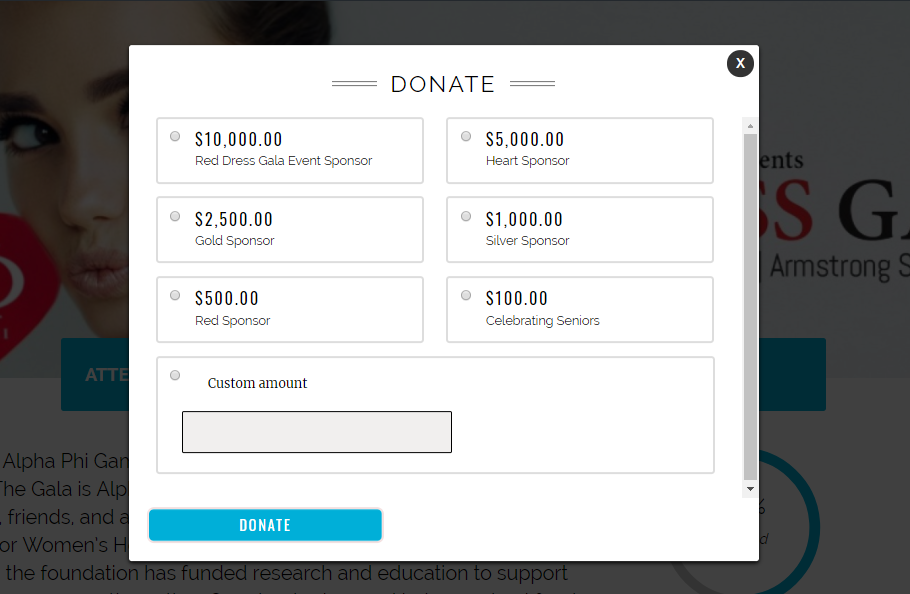 X
DONATE
$10,000.00
Red Dress Gala Event Sponsor
$5,000.00
Heart Sponsor
$2,500.00
Gold Sponsor
$1,000.00
Silver Sponsor
$500.00
Red Sponsor
$100.00
Celebrating Seniors
Custom amount
DONATE
ents
SS GA
| Armstrong S
ATTE
Alpha Phi Gam
The Gala is Alp
, friends, and a
or Women's H
the foundation has funded research and education to support
%
d